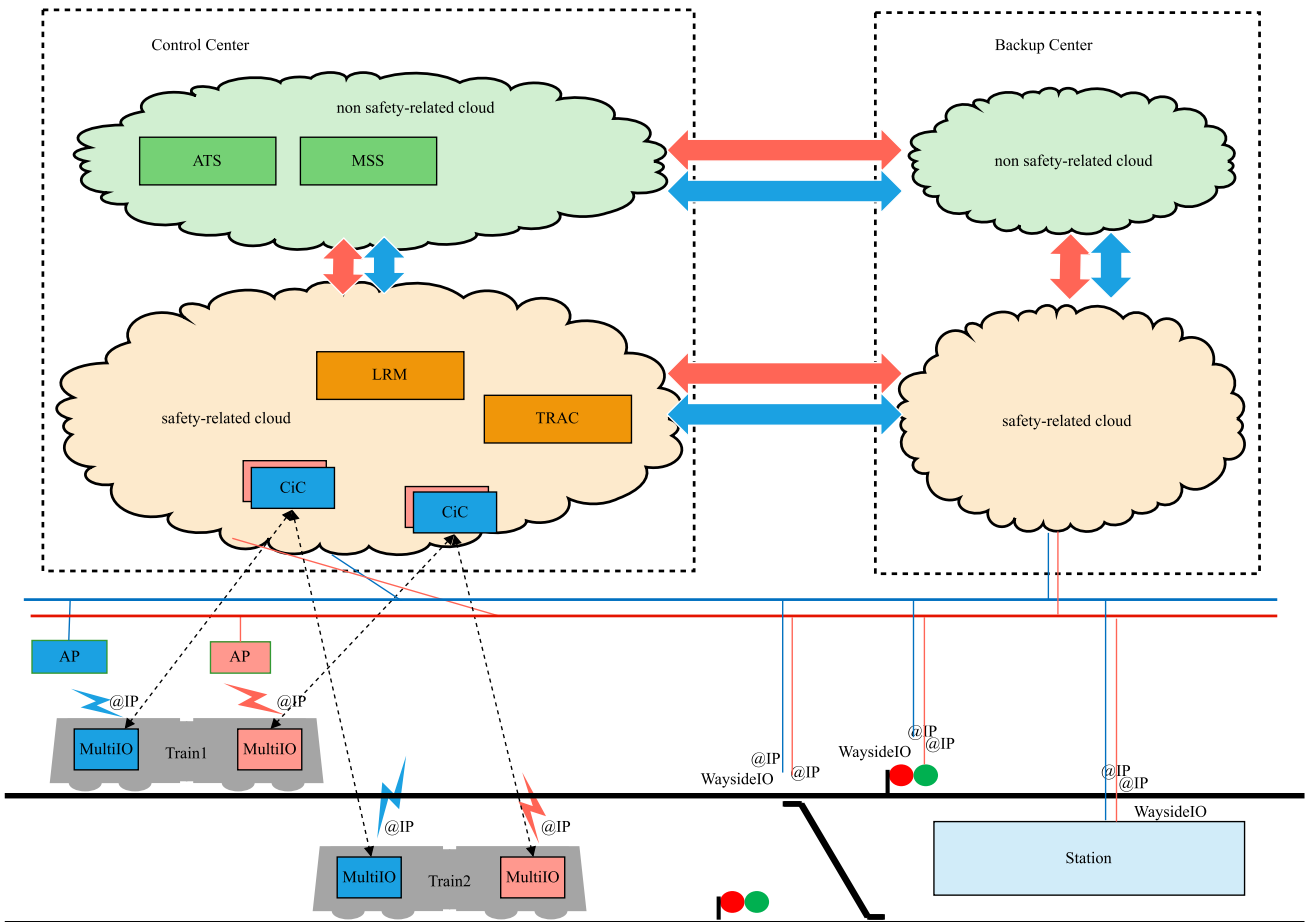 Control Center
Backup Center
non safety-related cloud
ATS
MSS
non safety-related cloud
LRM
TRAC
safety-related cloud
safety-related cloud
CiC
CiC
AP
AP
@IP
@IP
MultiIO
Train1
MultiIO
@IP
@IP
WaysideIO
@IP
@IP
WaysideIO
@IP
@IP
WaysideIO
@IP
@IP
MultiIO
Train2
MultiIO
Station